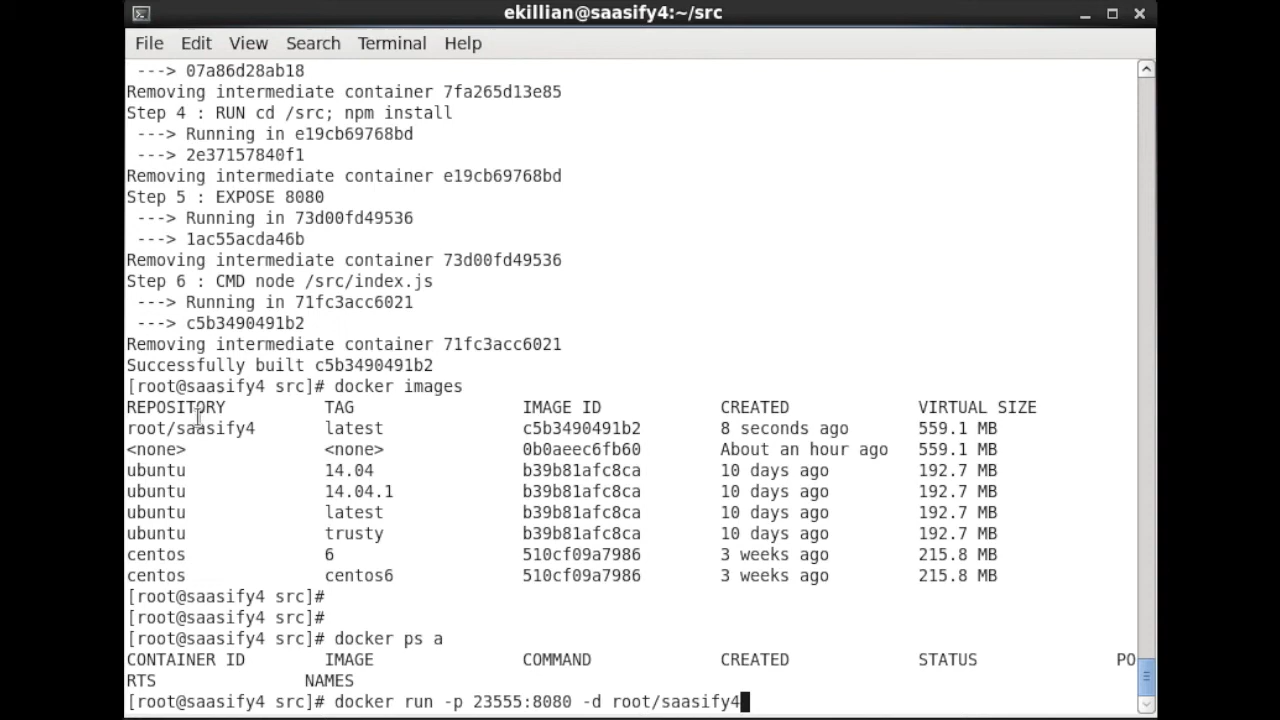 ekillian@saasify4:~/src
File Edit View Search Terminal Help
---> 07a86d28ab18
Removing intermediate container 7fa265d13e85
Step 4 : RUN cd /src; npm install
---> Running in e19cb69768bd
---> 2e37157840f1
Removing intermediate container e19cb69768bd
Step 5 : EXPOSE 8080
---> Running in 73d00fd49536
---> 1ac55acda46b
Removing intermediate container 73d00fd49536
Step 6 : CMD node /src/index.js
---> Running in 71fc3acc6021
---> c5b3490491b2
Removing intermediate container 71fc3acc6021
Successfully built c5b3490491b2
[root@saasify4 src]# docker images
REPOSITORY TAG IMAGE ID CREATED VIRTUAL SIZE
root/saasify4 latest c5b3490491b2 8 seconds ago 559.1 MB
<none> <none> 0b0aeec6fb60 About an hour ago 559.1 MB
ubuntu 14.04 b39b81afc8ca 10 days ago 192.7 MB
ubuntu 14.04.1 b39b81afc8ca 10 days ago 192.7 MB
ubuntu latest b39b81afc8ca 10 days ago 192.7 MB
ubuntu trusty b39b81afc8ca 10 days ago 192.7 MB
centos 6 510cf09a7986 3 weeks ago 215.8 MB
centos centos6 510cf09a7986 3 weeks ago 215.8 MB
[root@saasify4 src]#
[root@saasify4 src]#
[root@saasify4 src]# docker ps a
CONTAINER ID IMAGE COMMAND CREATED STATUS PO
RTS NAMES
[root@saasify4 src]# docker run -p 23555:8080 -d root/saasify4